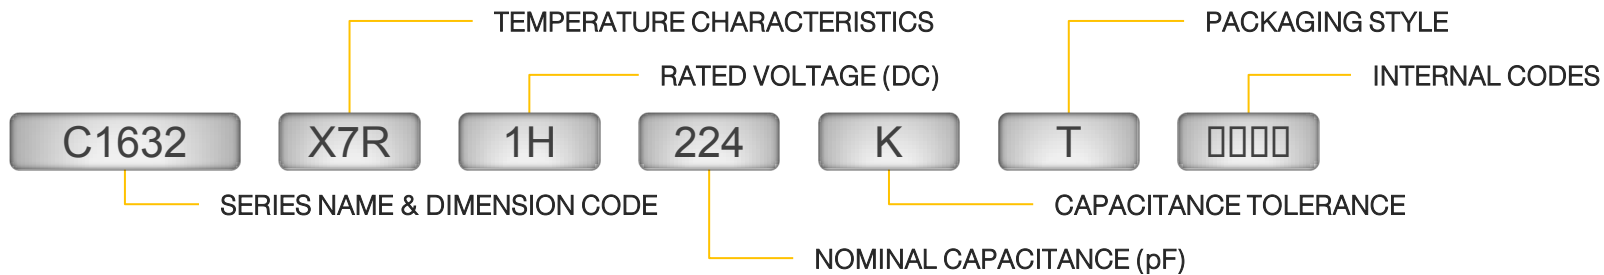 TEMPERATURE CHARACTERISTICS
PACKAGING STYLE
RATED VOLTAGE (DC)
INTERNAL CODES
C1632 X7R 1H 224 K T □□□□
SERIES NAME & DIMENSION CODE
CAPACITANCE TOLERANCE
NOMINAL CAPACITANCE (pF)